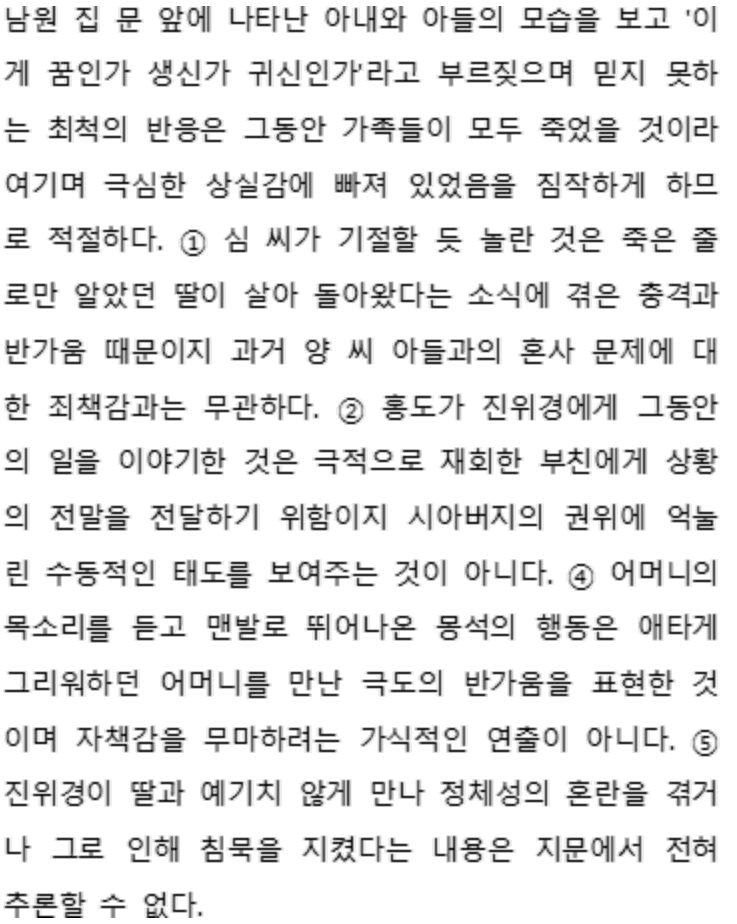 남원 집 문 앞에 나타난 아내와 아들의 모습을 보고 '이
게 꿈인가 생신가 귀신인가'라고 부르짖으며 믿지 못하
는 최척의 반응은 그동안 가족들이 모두 죽었을 것이라
여기며 극심한 상실감에 빠져 있었음을 짐작하게 하므
로 적절하다. ① 심 씨가 기절할 듯 놀란 것은 죽은 줄
로만 알았던 딸이 살아 돌아왔다는 소식에 겪은 충격과
반가움 때문이지 과거 양 씨 아들과의 혼사 문제에 대
한 죄책감과는 무관하다. ② 홍도가 진위경에게 그동안
의 일을 이야기한 것은 극적으로 재회한 부친에게 상황
의 전말을 전달하기 위함이지 시아버지의 권위에 억눌
린 수동적인 태도를 보여주는 것이 아니다. ④ 어머니의
목소리를 듣고 맨발로 뛰어나온 몽석의 행동은 애타게
그리워하던 어머니를 만난 극도의 반가움을 표현한 것
이며 자책감을 무마하려는 가식적인 연출이 아니다. ⑤
진위경이 딸과 예기치 않게 만나 정체성의 혼란을 겪거
나 그로 인해 침묵을 지켰다는 내용은 지문에서 전혀
추론할 수 없다.